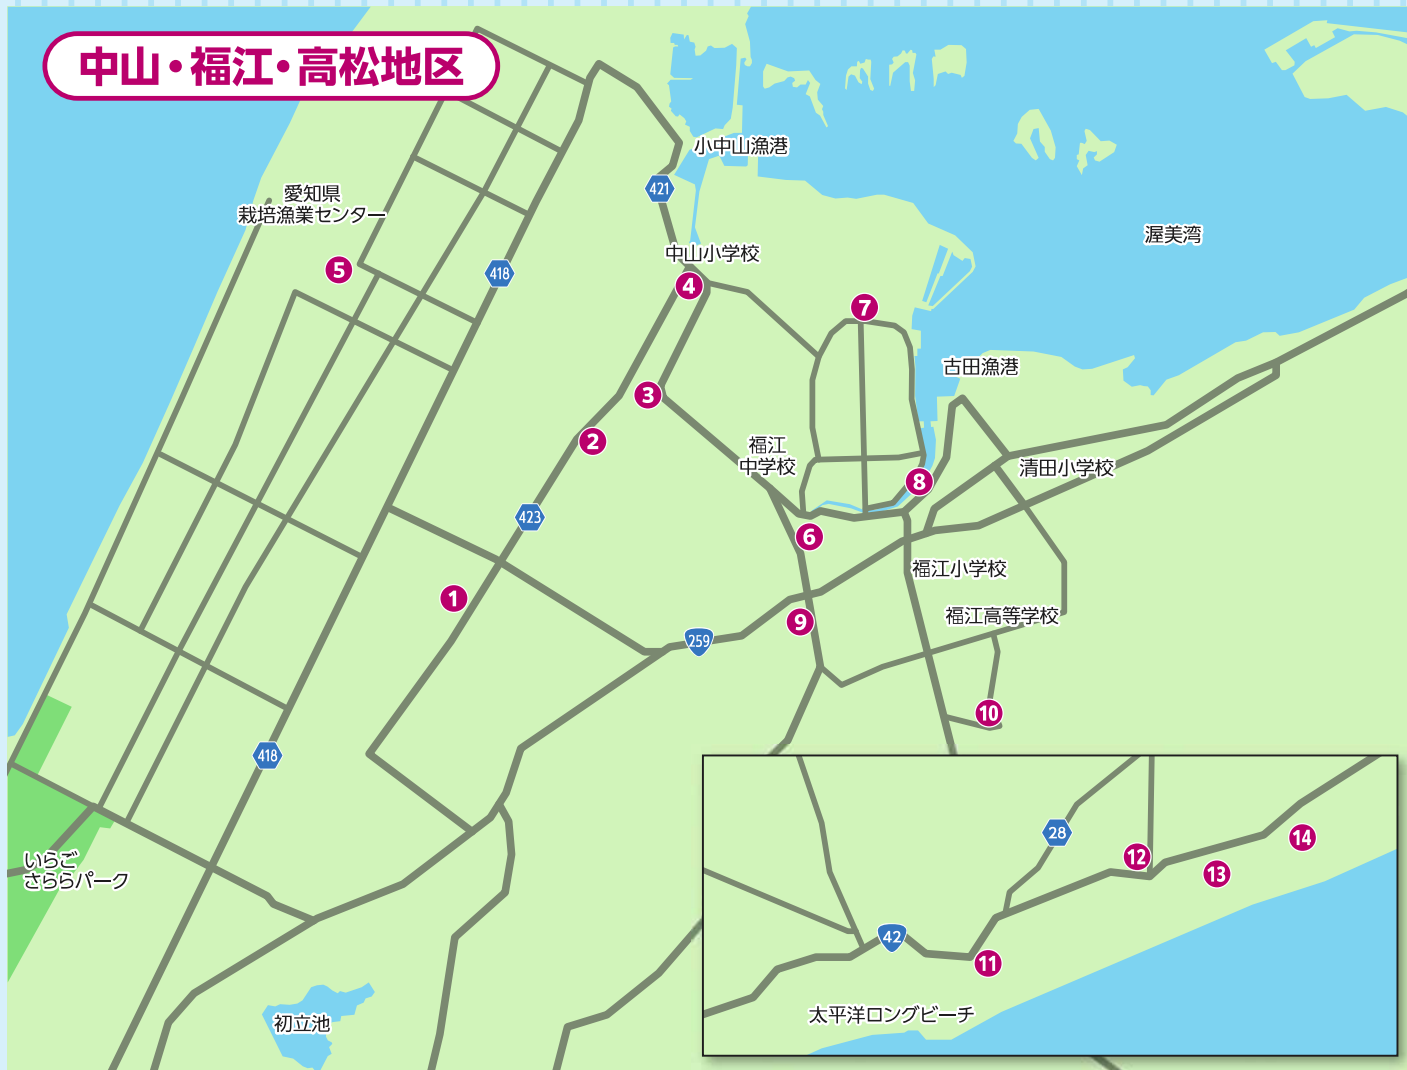 中山・福江・高松地区
小中山漁港
421
愛知県
栽培漁業センター
渥美湾
中山小学校
5
418
4
7
古田漁港
3
2
福江
中学校
清田小学校
8
423
6
福江小学校
1
福江高等学校
9
259
10
418
28
12
14
13
いらご
さららパーク
42
11
太平洋ロングビーチ
初立池